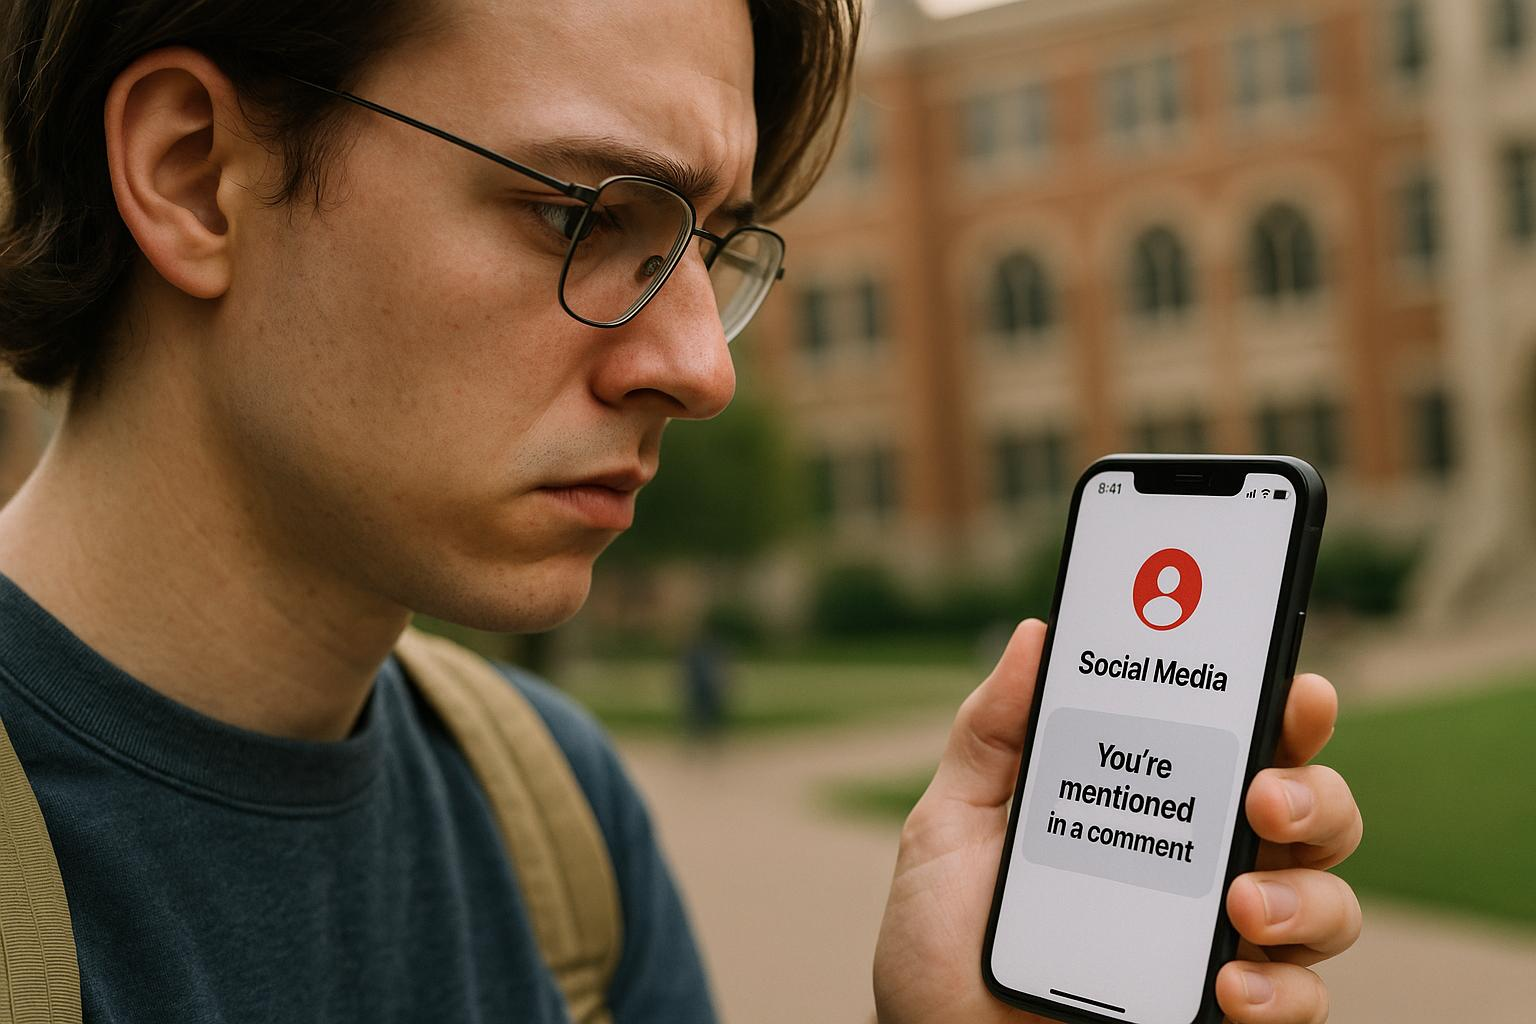 8:41
Social Media
You're
mentioned
in a comment